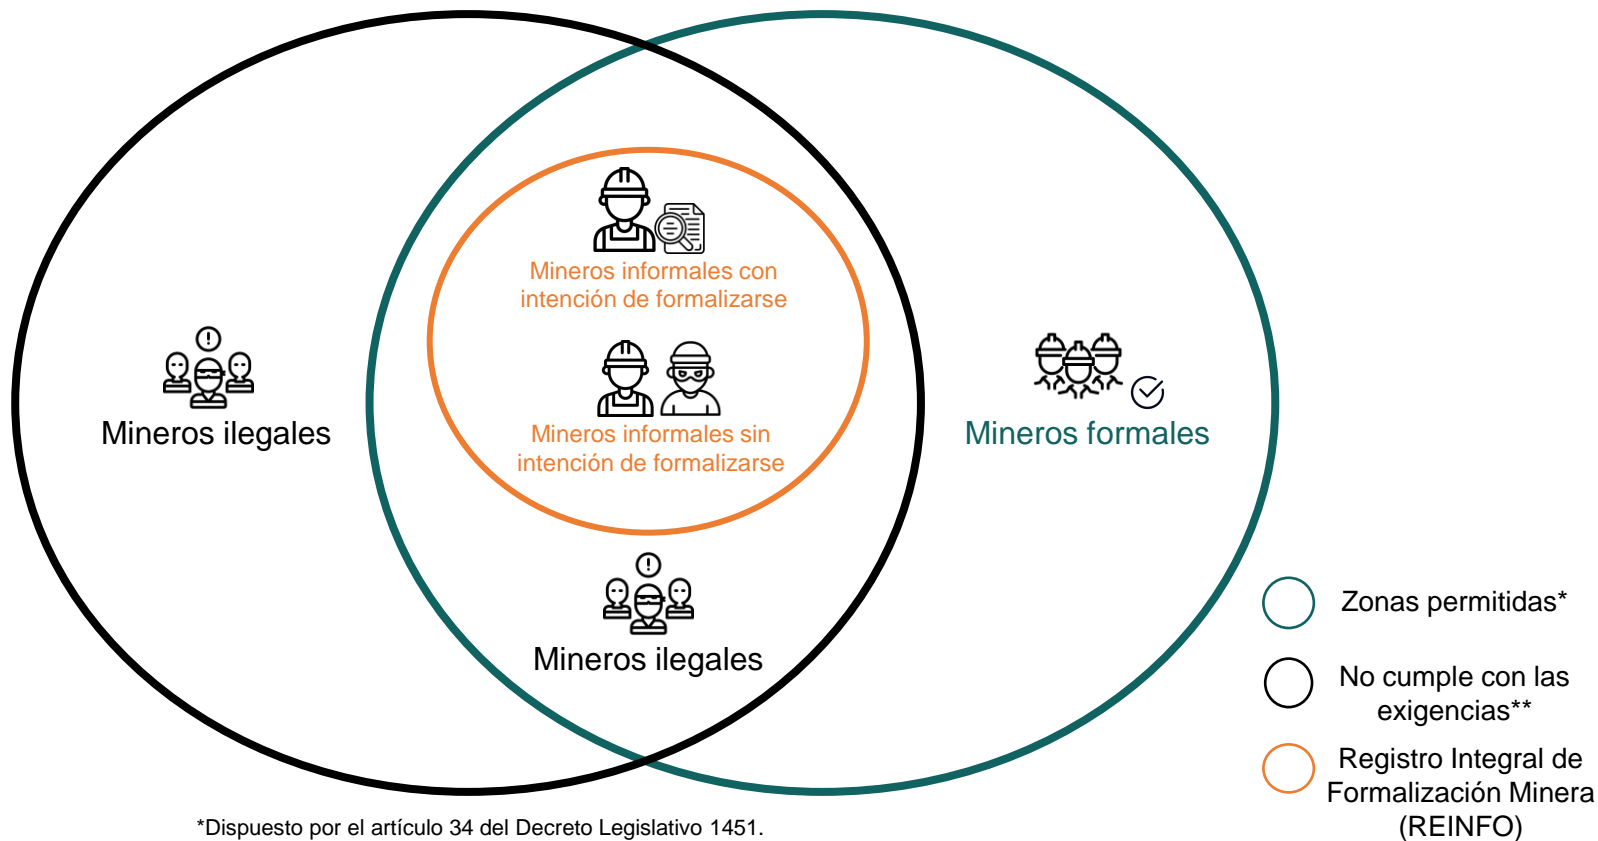 Mineros informales con
intención de formalizarse
Mineros informales sin
intención de formalizarse
Mineros ilegales
Mineros formales
Mineros ilegales
Zonas permitidas*
No cumple con las
exigencias**
Registro Integral de
Formalización Minera
(REINFO)
*Dispuesto por el artículo 34 del Decreto Legislativo 1451.